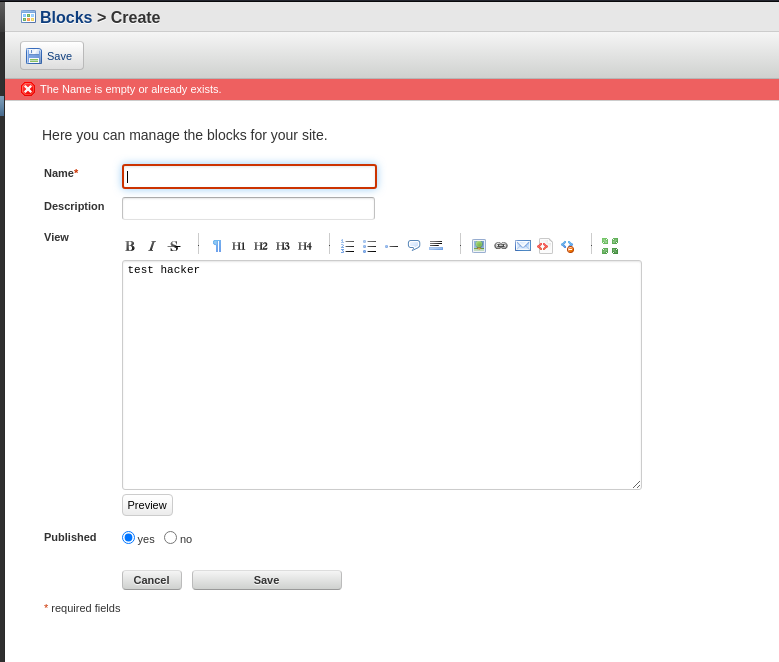 Blocks > Create
Save
The Name is empty or already exists.
Here you can manage the blocks for your site.
Name*
Description
View
B I S H1 H2 H3 H4
test hacker
Preview
Published
yes no
Cancel Save
* required fields